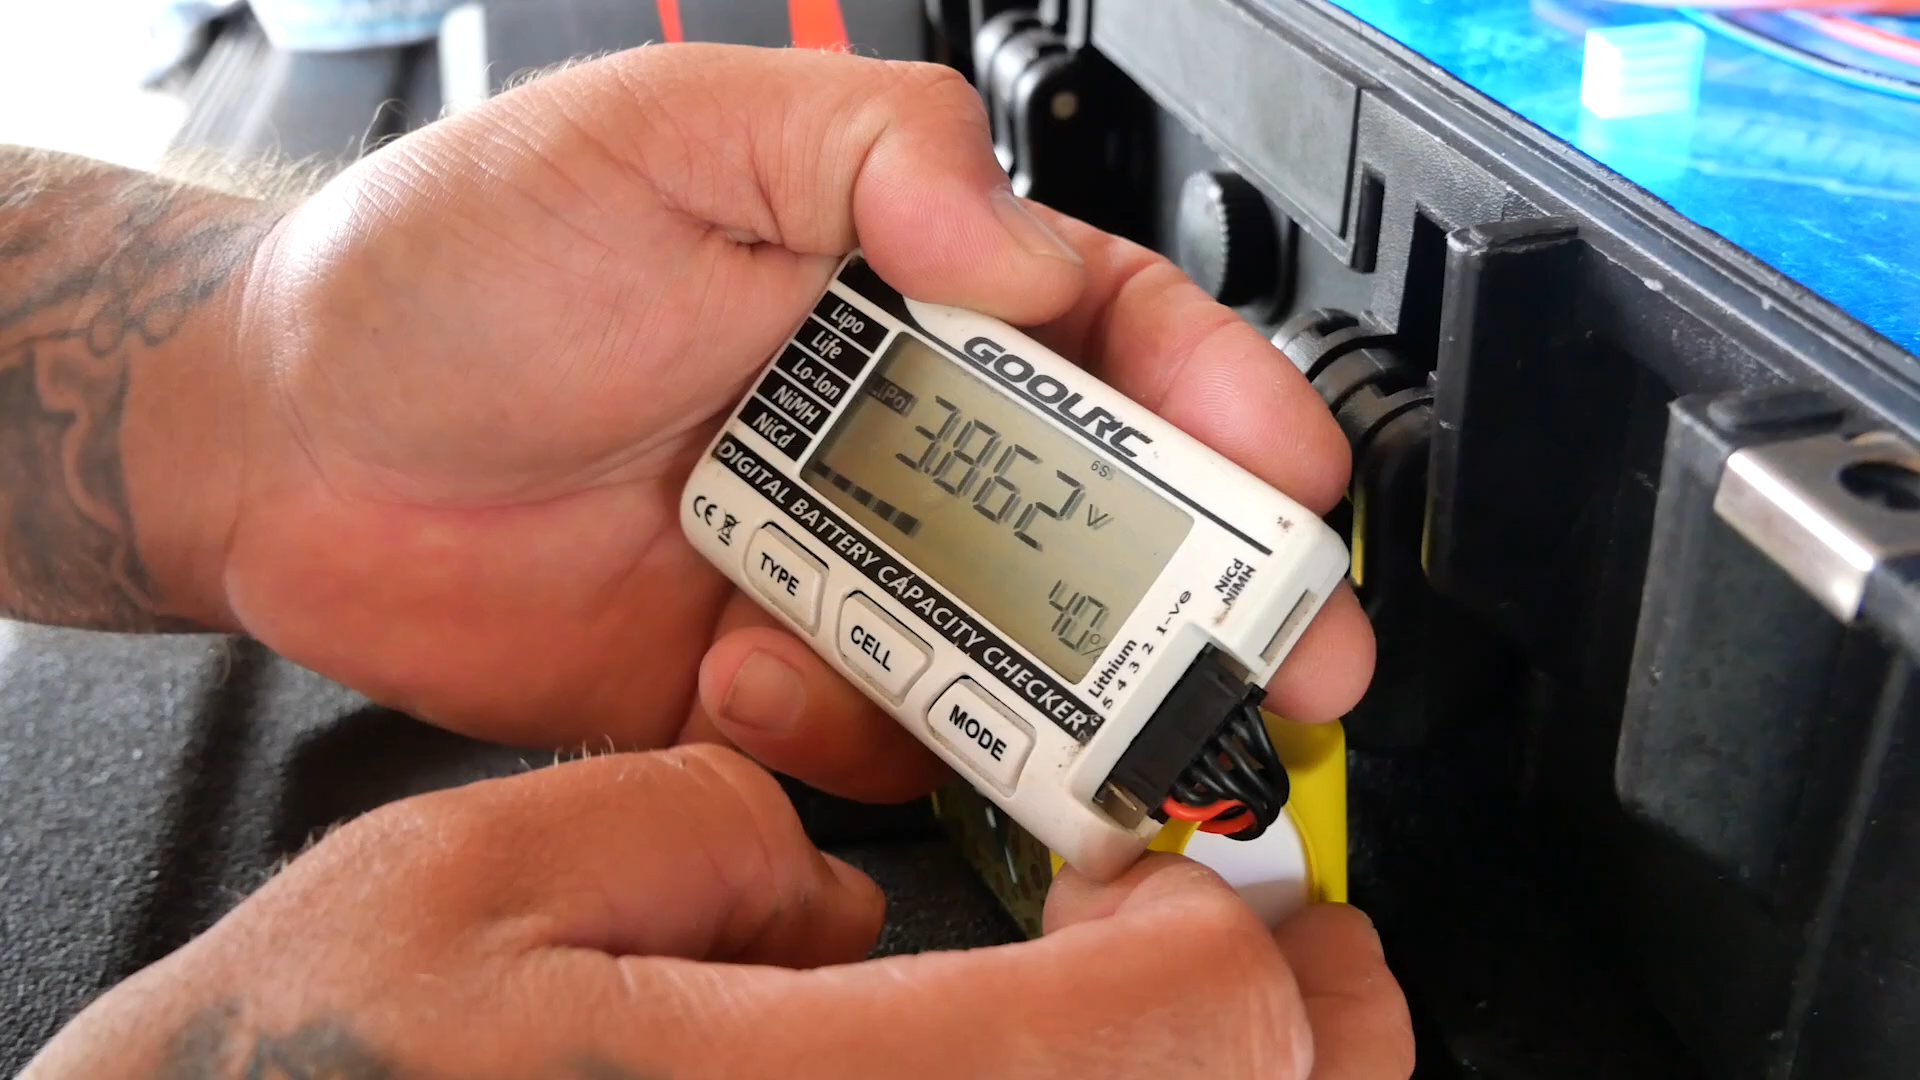 GOOLRC
Lipo
Life
Lo-Ion
NiMH
NiCd
LiPo
3.862 V
6S
40%
DIGITAL BATTERY CAPACITY CHECKER
CE
TYPE
CELL
MODE
NiCd
NiMH
Lithium
5 4 3 2 1 -ve